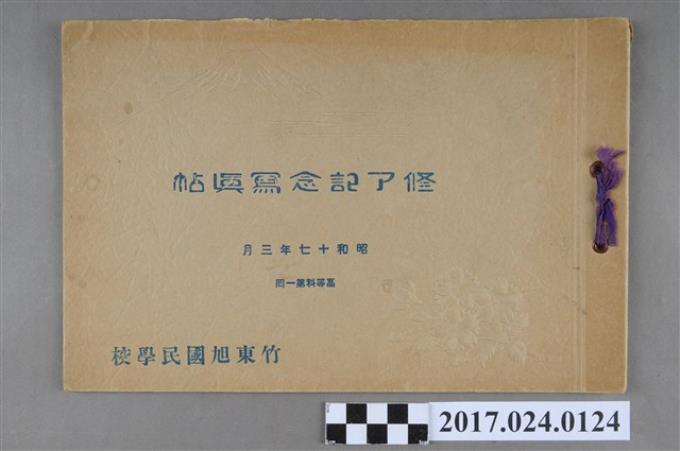 修了記念寫眞帖
昭和十七年三月
高等科第一回
竹東旭國民學校
2017.024.0124